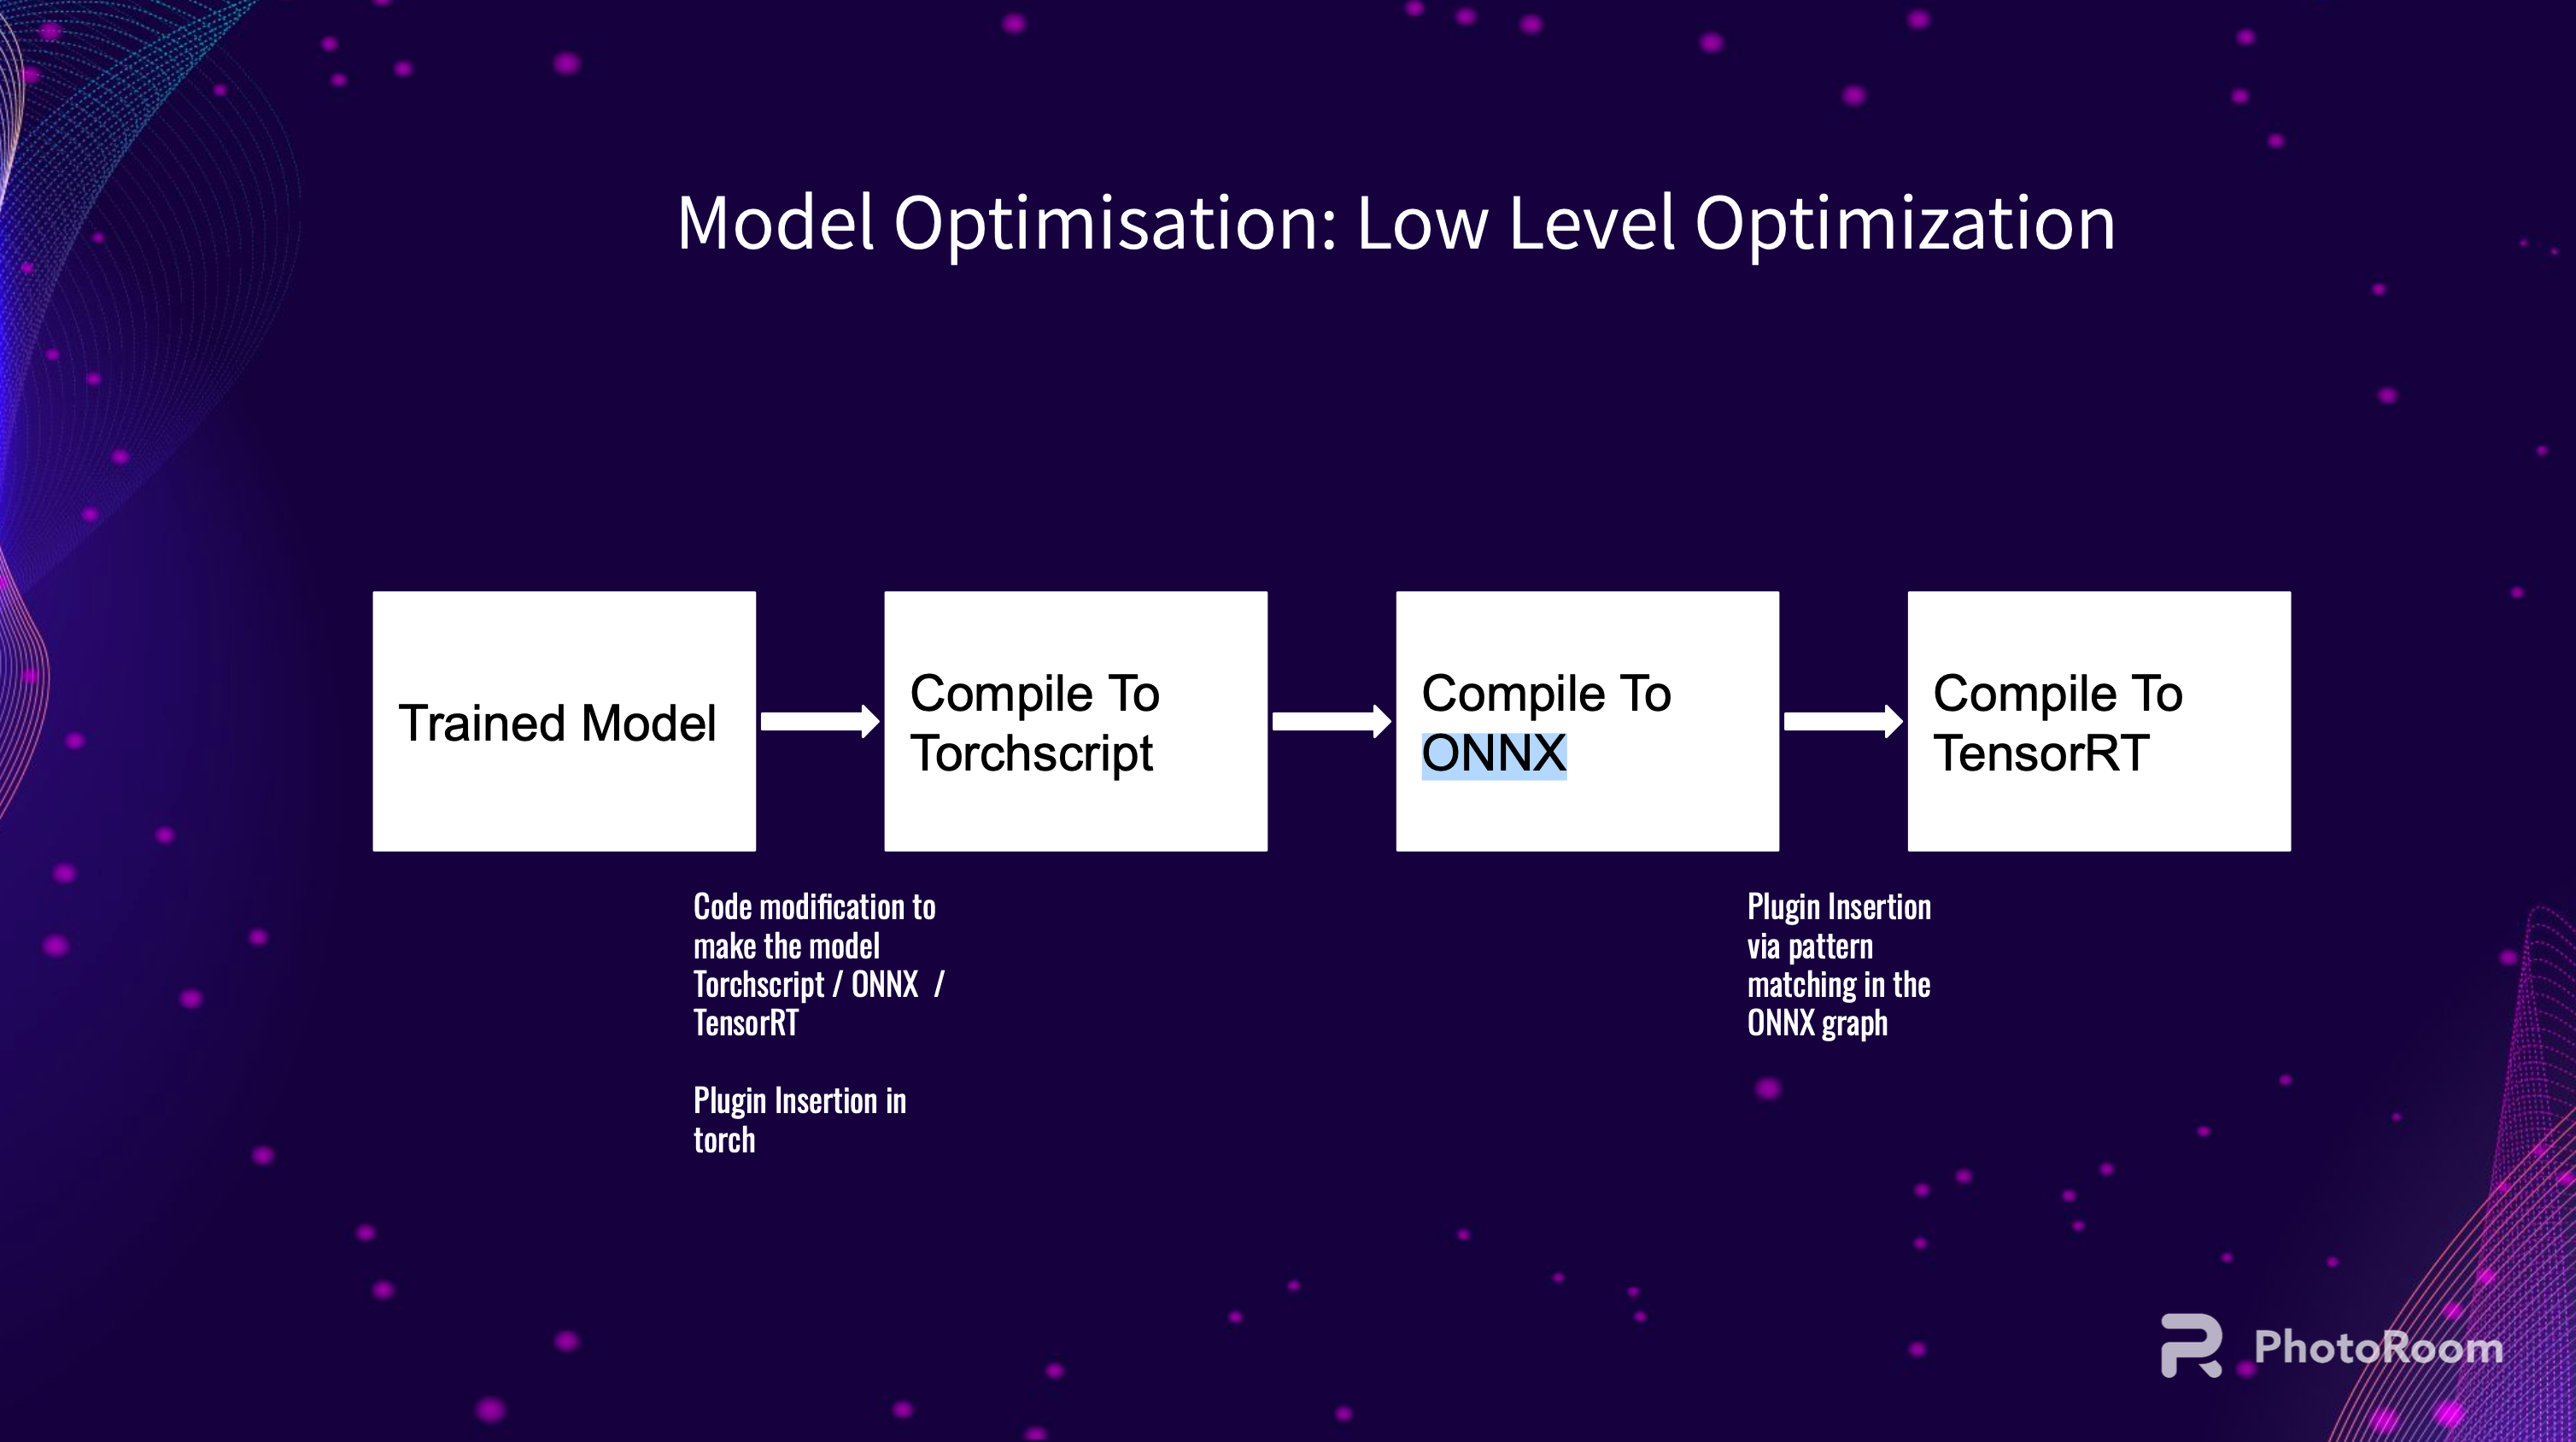 Model Optimisation: Low Level Optimization
Trained Model
Compile To
Torchscript
Compile To
ONNX
Compile To
TensorRT
Code modification to
make the model
Torchscript / ONNX  /
TensorRT
Plugin Insertion in
torch
Plugin Insertion
via pattern
matching in the
ONNX graph
PhotoRoom